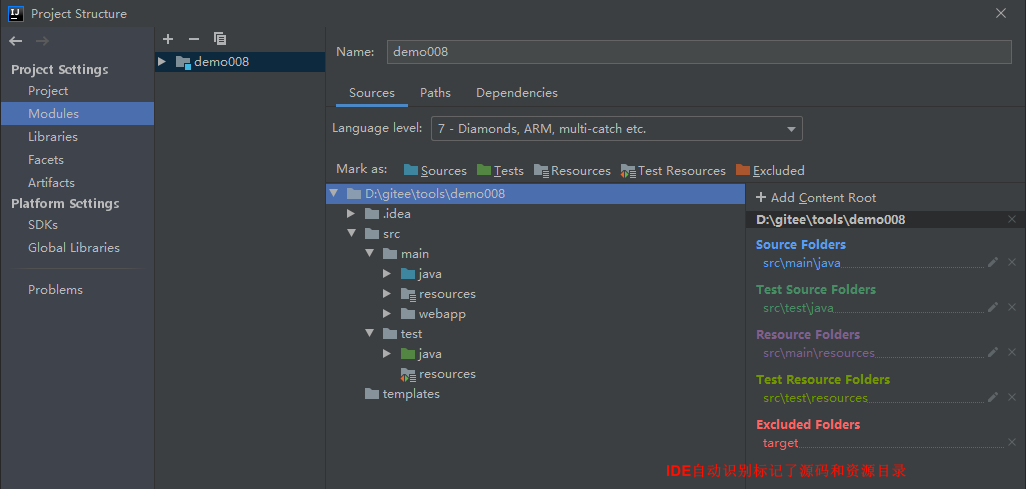 Project Structure
Project Settings
Project
Modules
Libraries
Facets
Artifacts
Platform Settings
SDKs
Global Libraries
Problems
demo008
Name: demo008
Sources Paths Dependencies
Language level: 7 - Diamonds, ARM, multi-catch etc.
Mark as: Sources Tests Resources Test Resources Excluded
D:\gitee\tools\demo008
.idea
src
main
java
resources
webapp
test
java
resources
templates
+ Add Content Root
D:\gitee\tools\demo008
Source Folders
src\main\java
Test Source Folders
src\test\java
Resource Folders
src\main\resources
Test Resource Folders
src\test\resources
Excluded Folders
target
IDE自动识别标记了源码和资源目录